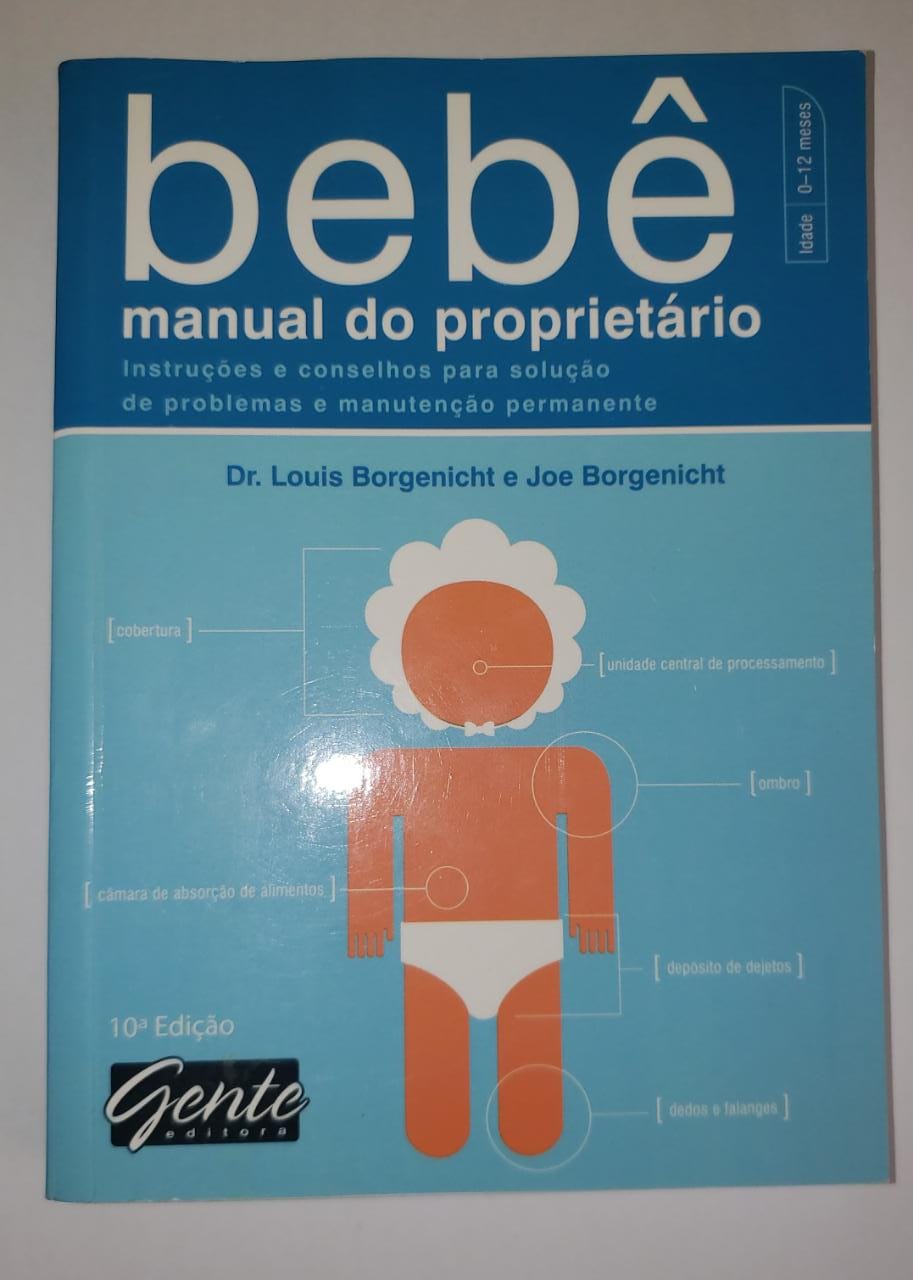 bebê
Idade 0–12 meses
manual do proprietário
Instruções e conselhos para solução
de problemas e manutenção permanente
Dr. Louis Borgenicht e Joe Borgenicht
[cobertura]
[unidade central de processamento]
[ombro]
[câmara de absorção de alimentos]
[depósito de dejetos]
10ª Edição
Gente
editora
[dedos e falanges]